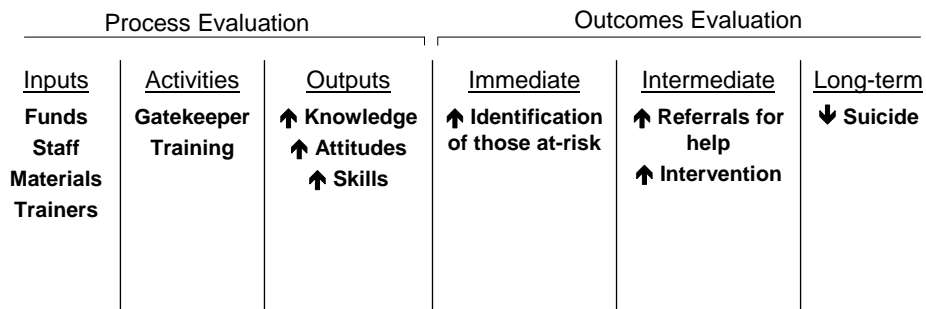 Process Evaluation
Outcomes Evaluation
Inputs
Funds
Staff
Materials
Trainers
Activities
Gatekeeper
Training
Outputs
↑ Knowledge
↑ Attitudes
↑ Skills
Immediate
↑ Identification
of those at-risk
Intermediate
↑ Referrals for
help
↑ Intervention
Long-term
↓ Suicide